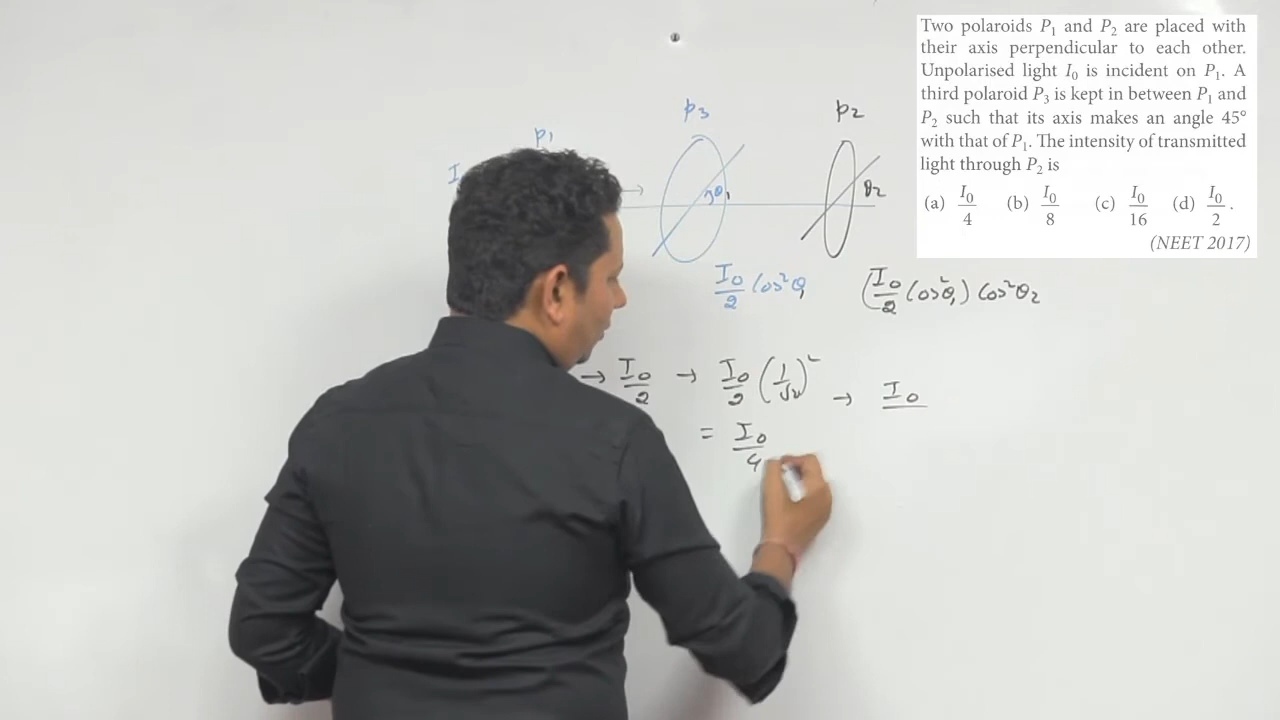 Two polaroids P₁ and P₂ are placed with
their axis perpendicular to each other.
Unpolarised light I₀ is incident on P₁. A
third polaroid P₃ is kept in between P₁ and
P₂ such that its axis makes an angle 45°
with that of P₁. The intensity of transmitted
light through P₂ is
(a) I₀/4 (b) I₀/8 (c) I₀/16 (d) I₀/2 .
(NEET 2017)
P₁ P₃ P₂
I
θ₁ θ₂
I₀/2 Cos²θ₁ (I₀/2 Cos²θ₁) Cos²θ₂
→ I₀/2 → I₀/2 (1/√2)² → I₀
= I₀/4